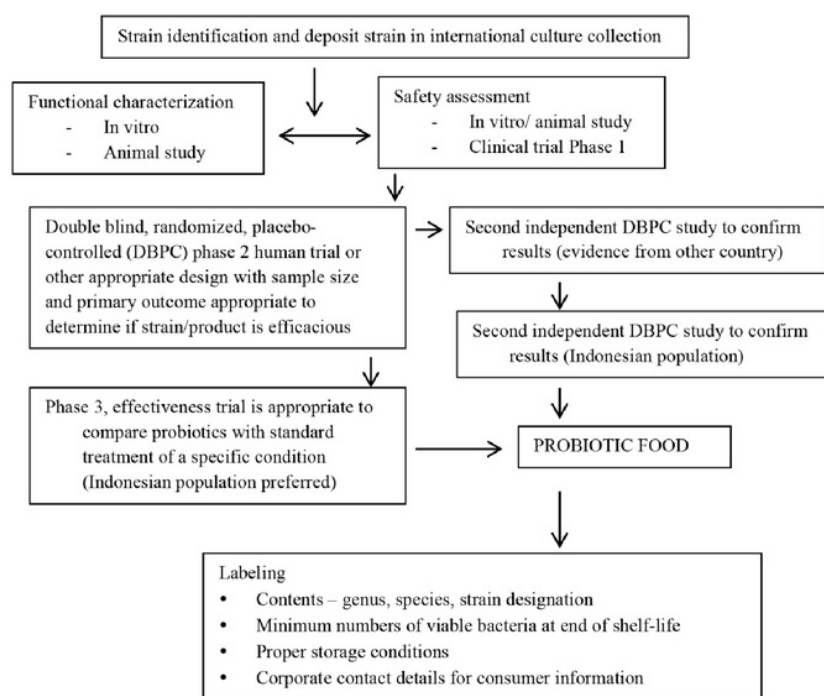 Strain identification and deposit strain in international culture collection
Functional characterization
- In vitro
- Animal study
Safety assessment
- In vitro/ animal study
- Clinical trial Phase 1
Double blind, randomized, placebo-
controlled (DBPC) phase 2 human trial or
other appropriate design with sample size
and primary outcome appropriate to
determine if strain/product is efficacious
Second independent DBPC study to confirm
results (evidence from other country)
Second independent DBPC study to confirm
results (Indonesian population)
Phase 3, effectiveness trial is appropriate to
compare probiotics with standard
treatment of a specific condition
(Indonesian population preferred)
PROBIOTIC FOOD
Labeling
• Contents – genus, species, strain designation
• Minimum numbers of viable bacteria at end of shelf-life
• Proper storage conditions
• Corporate contact details for consumer information